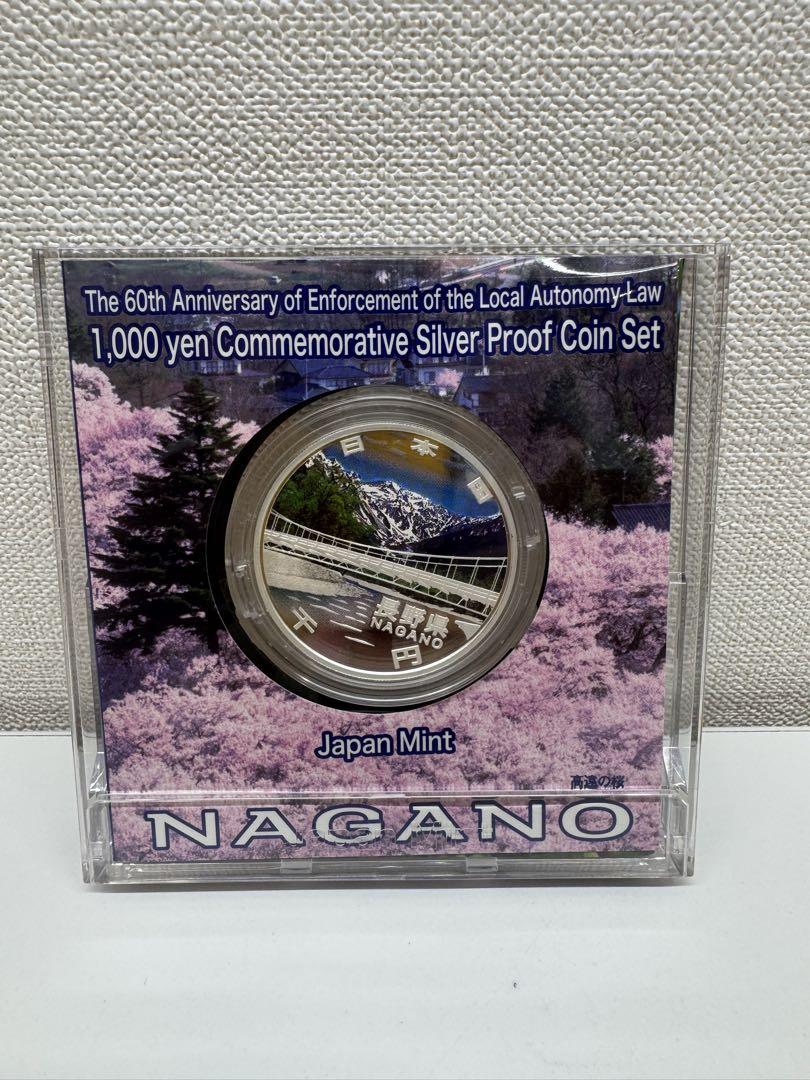 The 60th Anniversary of Enforcement of the Local Autonomy Law
1,000 yen Commemorative Silver Proof Coin Set
日本国
長野県
NAGANO
千円
Japan Mint
高遠の桜
NAGANO